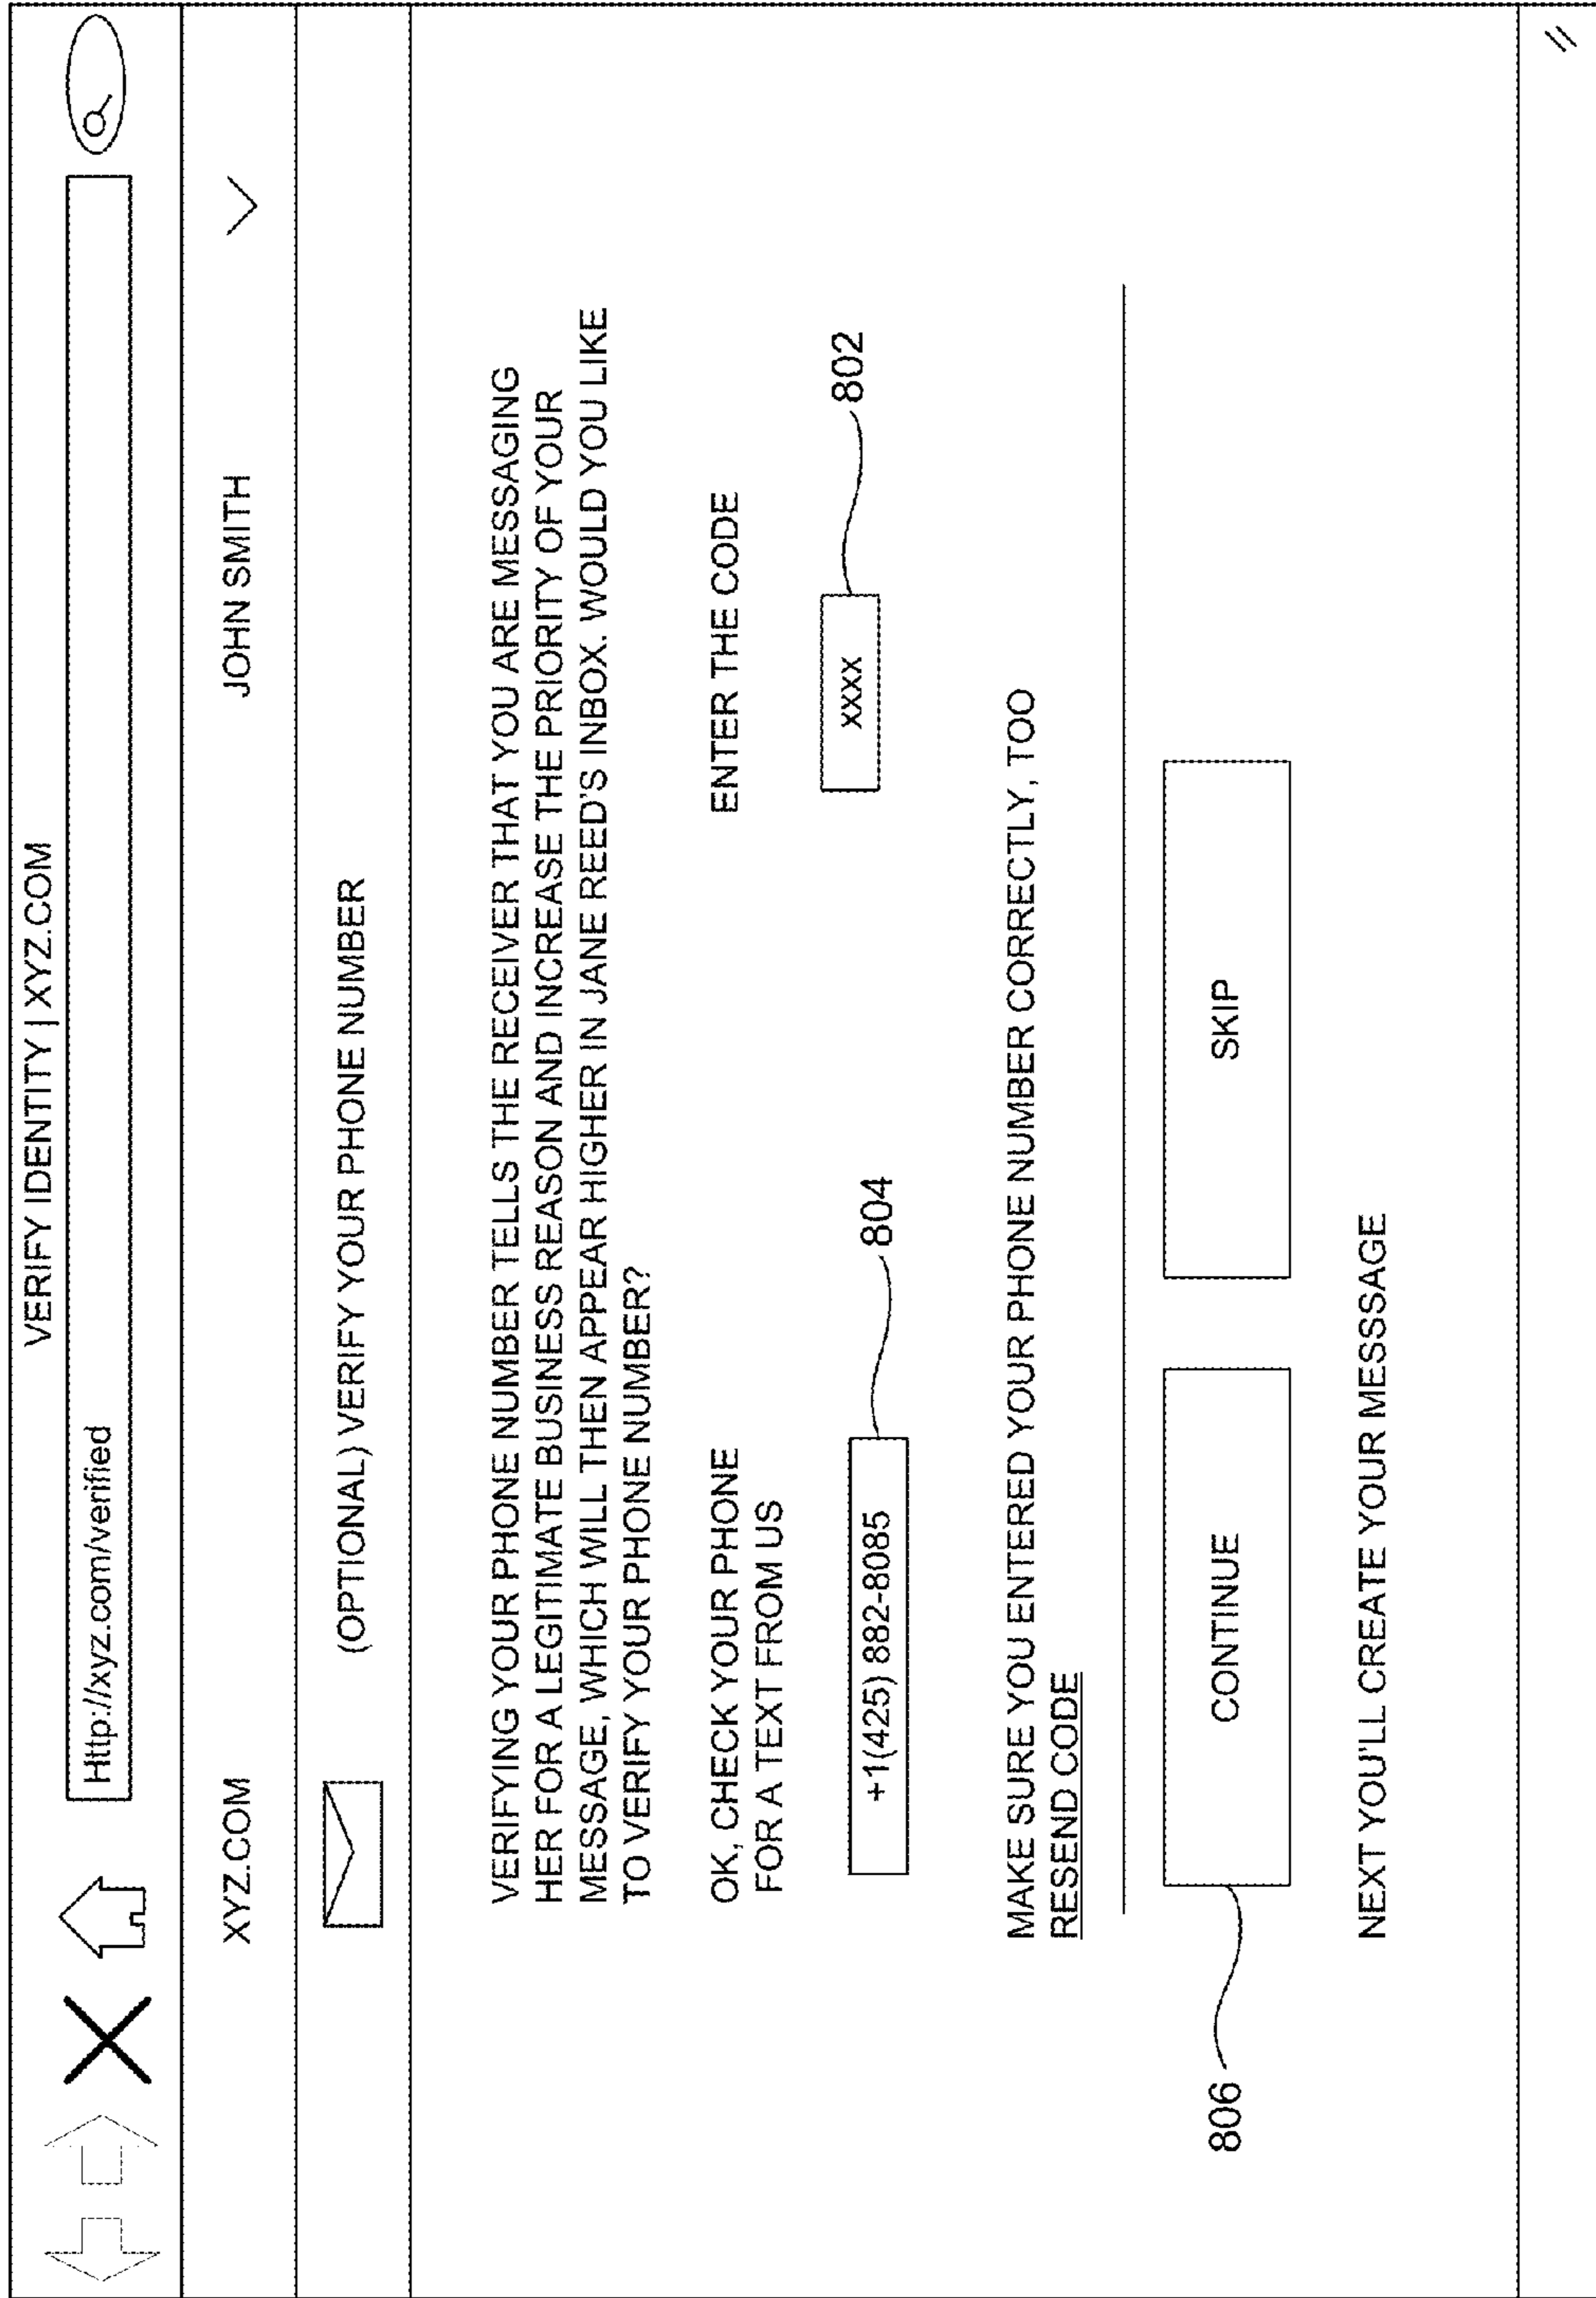 VERIFY IDENTITY | XYZ.COM
Http://xyz.com/verified
XYZ.COM
JOHN SMITH
(OPTIONAL) VERIFY YOUR PHONE NUMBER
VERIFYING YOUR PHONE NUMBER TELLS THE RECEIVER THAT YOU ARE MESSAGING
HER FOR A LEGITIMATE BUSINESS REASON AND INCREASE THE PRIORITY OF YOUR
MESSAGE, WHICH WILL THEN APPEAR HIGHER IN JANE REED'S INBOX. WOULD YOU LIKE
TO VERIFY YOUR PHONE NUMBER?
OK, CHECK YOUR PHONE
FOR A TEXT FROM US
ENTER THE CODE
+1(425) 882-8085
804
xxxx
802
MAKE SURE YOU ENTERED YOUR PHONE NUMBER CORRECTLY, TOO
RESEND CODE
806
CONTINUE
SKIP
NEXT YOU'LL CREATE YOUR MESSSAGE